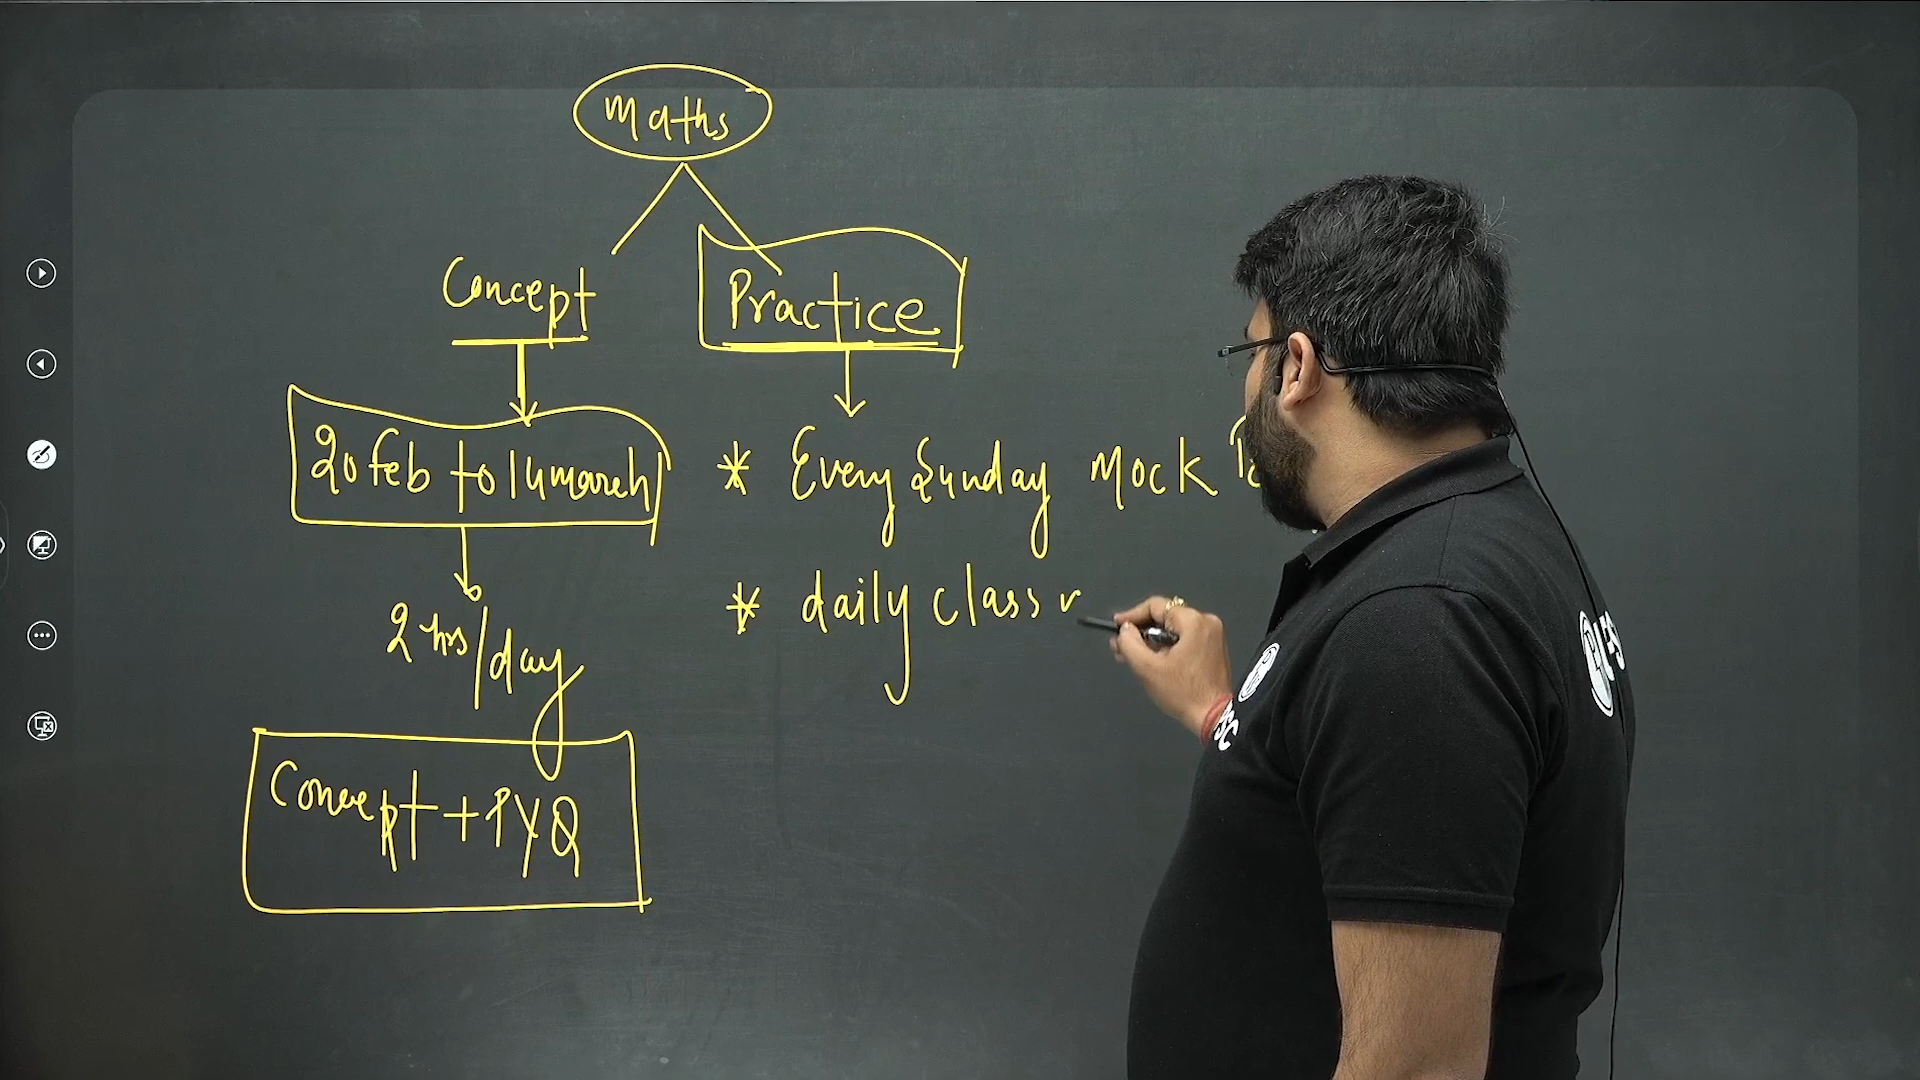 Maths
Concept
Practice
20 Feb to 14 march
* Every Sunday Mock
* daily class
2 hrs/day
Concept + PYQ